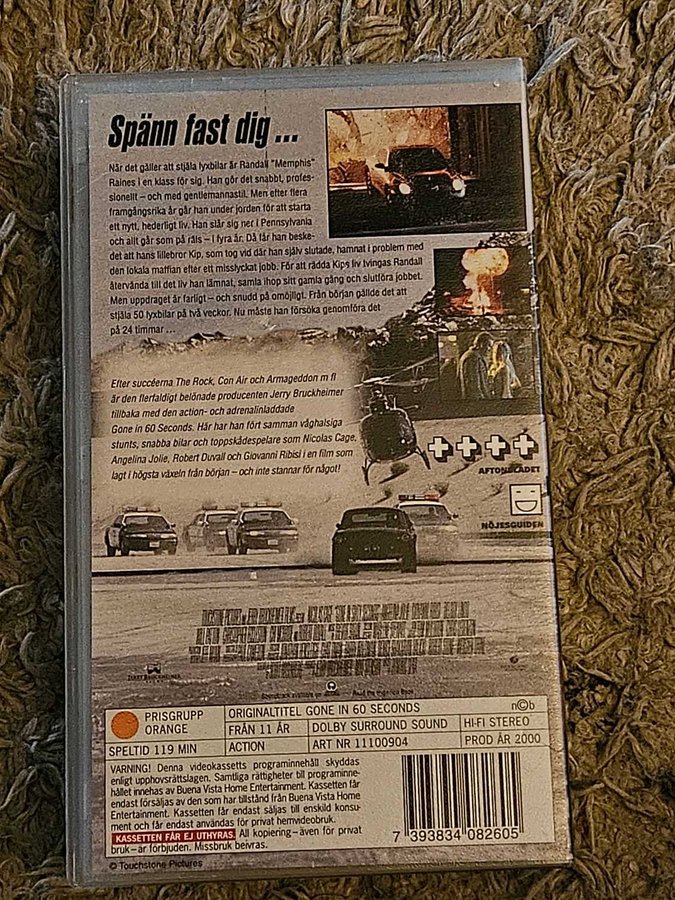 Spänn fast dig ...
När det gäller att stjäla lyxbilar är Randall "Memphis"
Raines i en klass för sig. Han gör det snabbt, profes-
sionellt – och med gentlemannastil. Men efter flera
framgångsrika år går han under jorden för att starta
ett nytt, hederligt liv. Han slår sig ner i Pennsylvania
och allt går som på räls – i fyra år. Då får han beske-
det att hans lillebror Kip, som tog vid där han själv slutade, hamnat i problem med
den lokala maffian efter ett misslyckat jobb. För att rädda Kips liv tvingas Randall
återvända till det liv han lämnat, samla ihop sitt gamla gäng och slutföra jobbet.
Men uppdraget är farligt – och snudd på omöjligt. Från början gällde det att
stjäla 50 lyxbilar på två veckor. Nu måste han försöka genomföra det
på 24 timmar ...
Efter succéerna The Rock, Con Air och Armageddon m fl
är den flerfaldigt belönade producenten Jerry Bruckheimer
tillbaka med den action- och adrenalinladdade
Gone in 60 Seconds. Här har han fört samman våghalsiga
stunts, snabba bilar och toppskådespelare som Nicolas Cage,
Angelina Jolie, Robert Duvall och Giovanni Ribisi i en film som
lagt i högsta växeln från början – och inte stannar för något!
AFTONBLADET
NÖJESGUIDEN
JERRY BRUCKHEIMER
Soundtrack available on
Read the
Book
PRISGRUPP
ORANGE
ORIGINALTITEL GONE IN 60 SECONDS
n©b
FRÅN 11 ÅR
DOLBY SURROUND SOUND
HI-FI STEREO
SPELTID 119 MIN
ACTION
ART NR 11100904
PROD ÅR 2000
VARNING! Denna videokassetts programinnehåll skyddas
enligt upphovsrättslagen. Samtliga rättigheter till programinne-
hållet innehas av Buena Vista Home Entertainment. Kassetten får
endast försäljas av den som har tillstånd från Buena Vista Home
Entertainment. Kassetten får endast säljas till enskild konsu-
ment och får endast användas för privat hemvideobruk.
KASSETTEN FÅR EJ UTHYRAS. All kopiering – även för privat
bruk – är förbjuden. Missbruk beivras.
7 393834 082605
© Touchstone Pictures